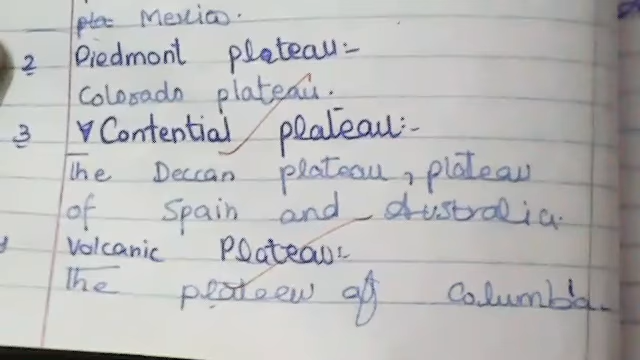 Mexico.
2 Piedmont plateau:-
Colorado plateau.
3 Contential plateau:-
The Deccan plateau, plateau
of Spain and Australia.
Volcanic Plateau:-
The plateew of Columbia.